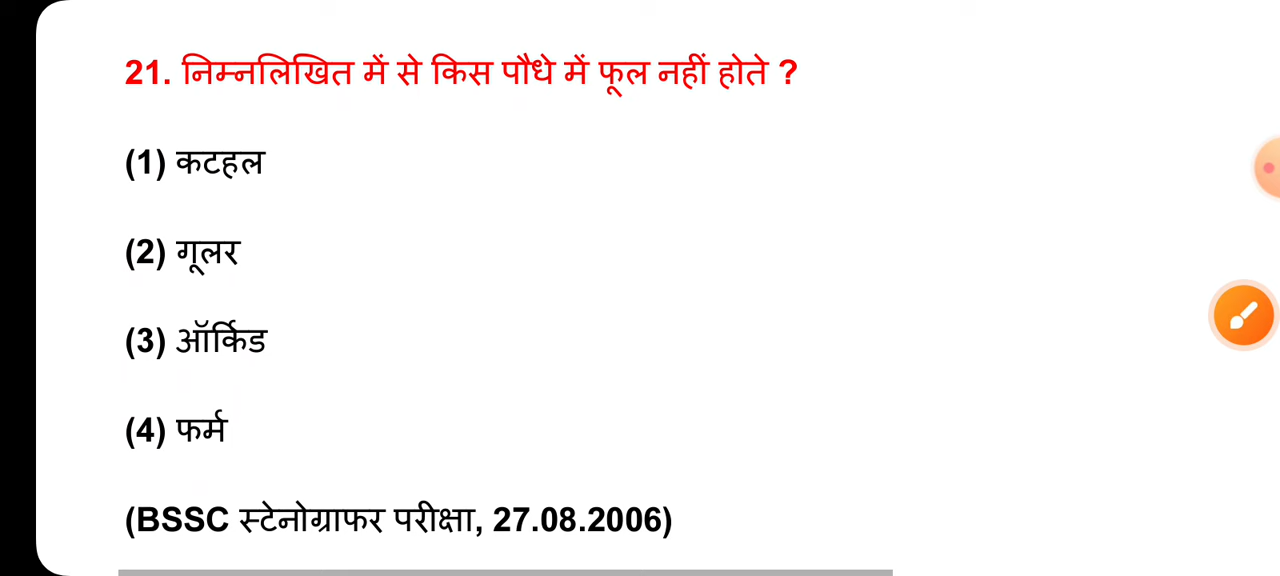 21. निम्नलिखित में से किस पौधे में फूल नहीं होते ?
(1) कटहल
(2) गूलर
(3) ऑर्किड
(4) फर्म
(BSSC स्टेनोग्राफर परीक्षा, 27.08.2006)